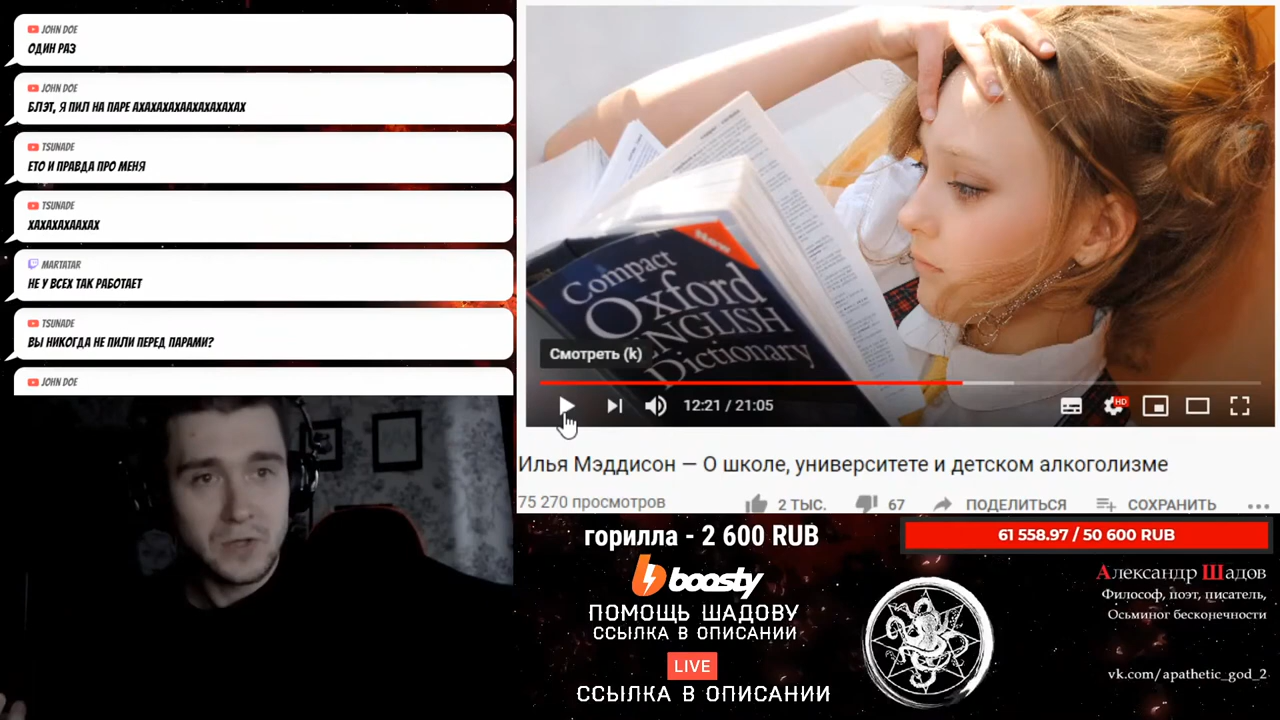 JOHN DOE
ОДИН РАЗ
JOHN DOE
БЛЭТ, Я ПИЛ НА ПАРЕ АХАХАХАХААХАХАХАХАХ
TSUNADE
ЕТО И ПРАВДА ПРО МЕНЯ
TSUNADE
ХАХАХАХААХАХ
MARTATAR
НЕ У ВСЕХ ТАК РАБОТАЕТ
TSUNADE
ВЫ НИКОГДА НЕ ПИЛИ ПЕРЕД ПАРАМИ?
JOHN DOE
New
Compact
Oxford
ENGLISH
Dictionary
Смотреть (k)
12:21 / 21:05
HD
Илья Мэддисон — О школе, университете и детском алкоголизме
75 270 просмотров
2 ТЫС.
67
ПОДЕЛИТЬСЯ
СОХРАНИТЬ
горилла - 2 600 RUB
61 558.97 / 50 600 RUB
boosty
ПОМОЩЬ ШАДОВУ
ССЫЛКА В ОПИСАНИИ
LIVE
ССЫЛКА В ОПИСАНИИ
Александр Шадов
Философ, поэт, писатель,
Осьминог бесконечности
vk.com/apathetic_god_2